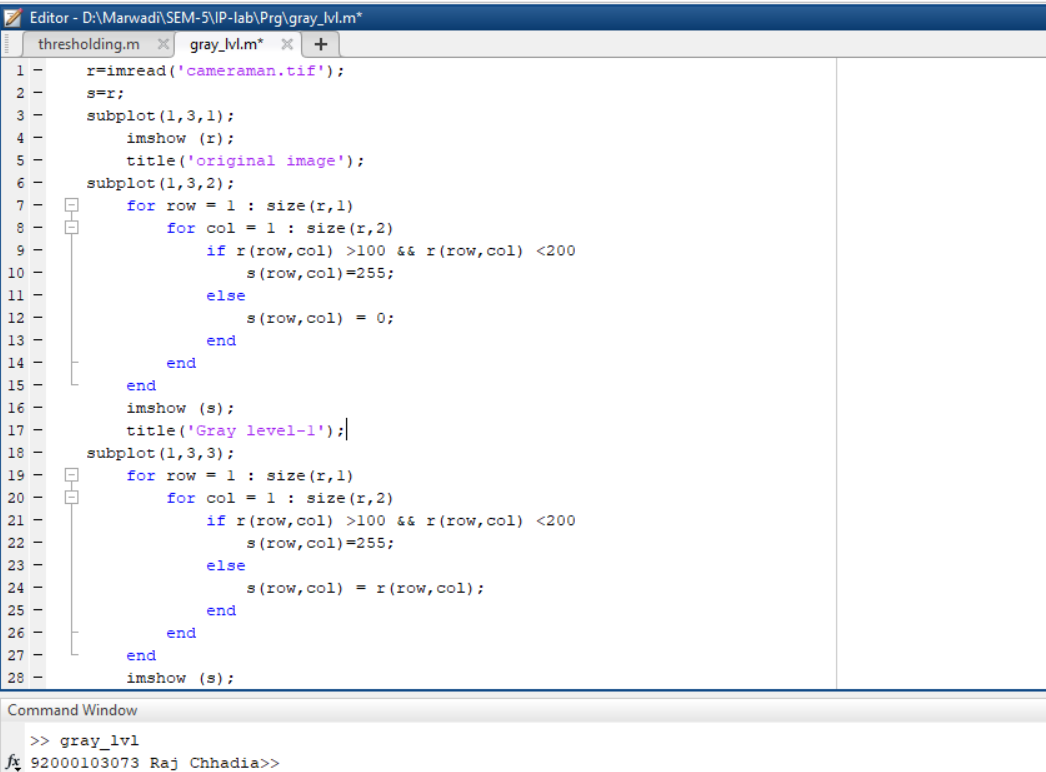 Editor - D:\Marwadi\SEM-5\IP-lab\Prg\gray_lvl.m*
thresholding.m × gray_lvl.m* × +
1 - r=imread('cameraman.tif');
2 - s=r;
3 - subplot(1,3,1);
4 - imshow (r);
5 - title('original image');
6 - subplot(1,3,2);
7 - for row = 1 : size(r,1)
8 - for col = 1 : size(r,2)
9 - if r(row,col) >100 && r(row,col) <200
10 - s(row,col)=255;
11 - else
12 - s(row,col) = 0;
13 - end
14 - end
15 - end
16 - imshow (s);
17 - title('Gray level-1');
18 - subplot(1,3,3);
19 - for row = 1 : size(r,1)
20 - for col = 1 : size(r,2)
21 - if r(row,col) >100 && r(row,col) <200
22 - s(row,col)=255;
23 - else
24 - s(row,col) = r(row,col);
25 - end
26 - end
27 - end
28 - imshow (s);
Command Window
>> gray_lvl
fx 92000103073 Raj Chhadia>>